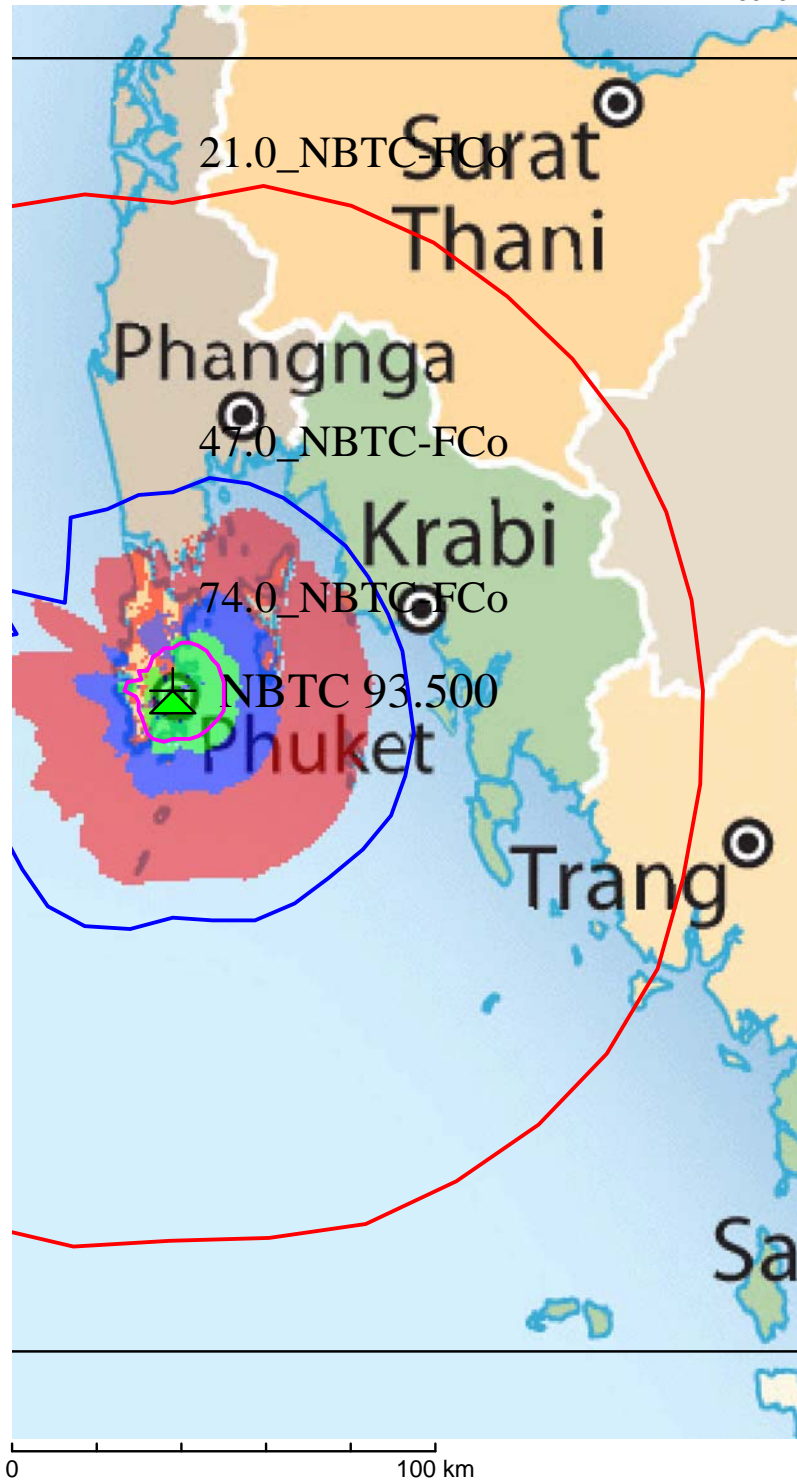 21.0_NBTC-FCo
Surat
Thani
Phangnga
47.0_NBTC-FCo
Krabi
74.0_NBTC-FCo
NBTC 93.500
Phuket
Trang
Sa
0 100 km